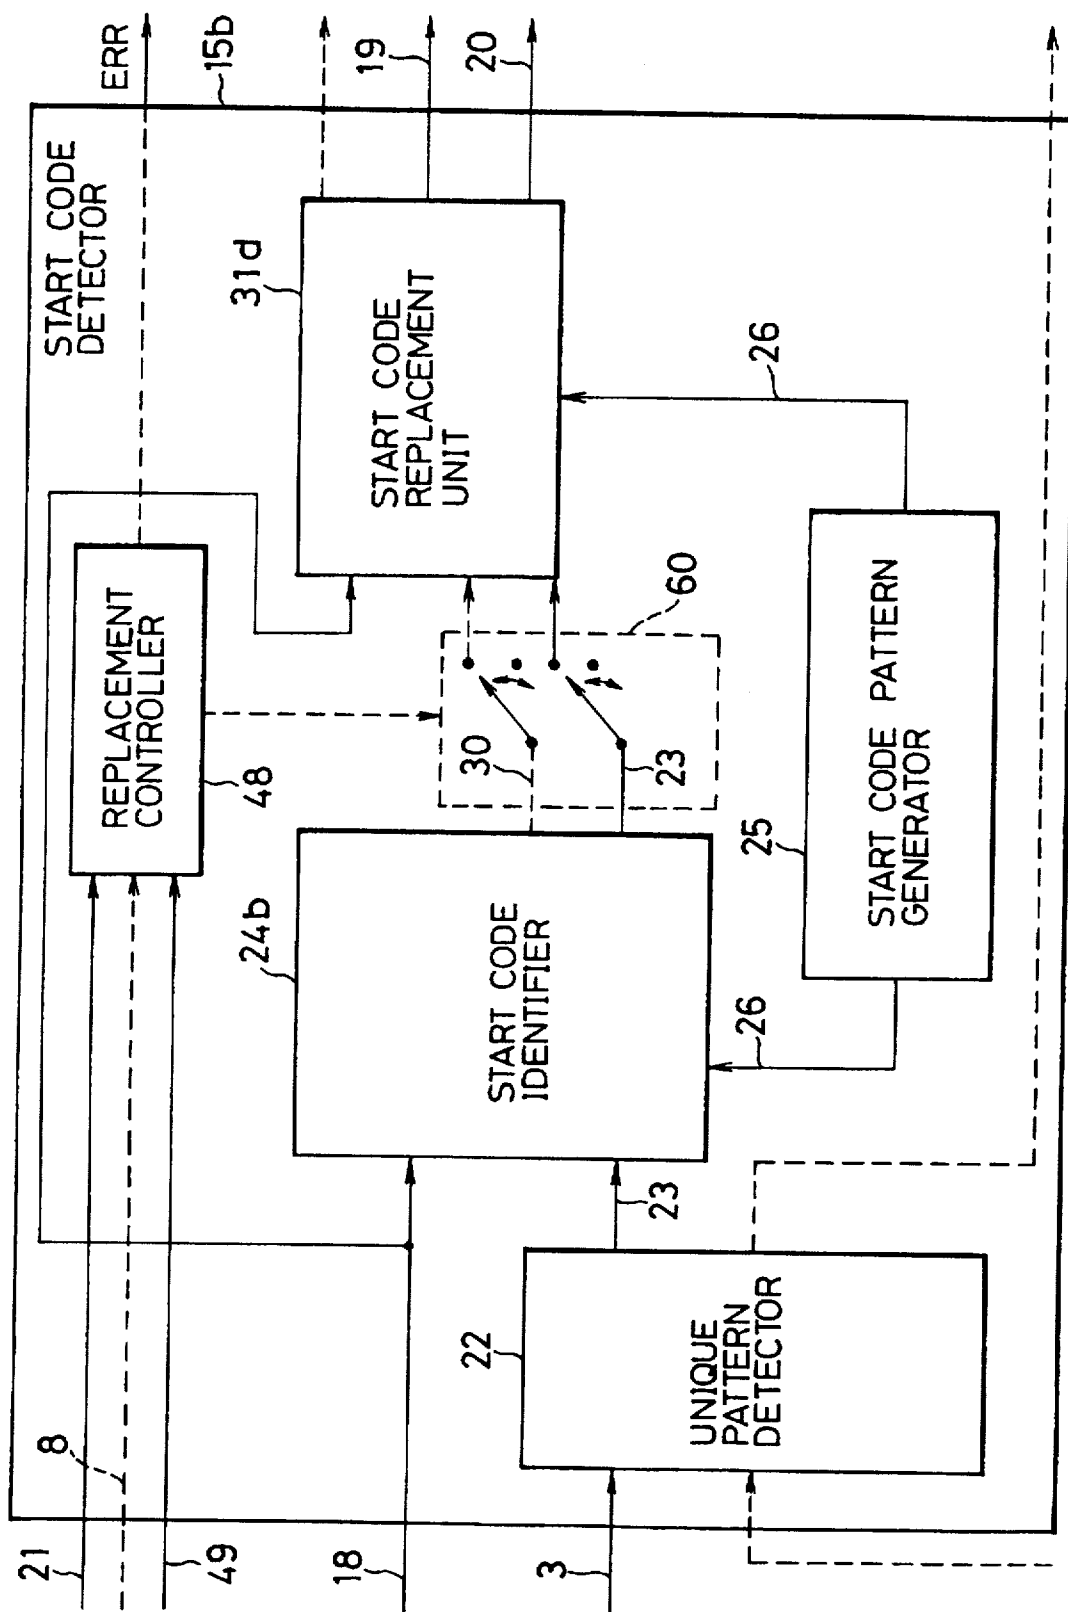 ERR
15b
19
20
START CODE
DETECTOR
31d
START CODE
REPLACEMENT
UNIT
26
REPLACEMENT
CONTROLLER
48
60
30
23
24b
START CODE
IDENTIFIER
25
START CODE PATTERN
GENERATOR
26
23
22
UNIQUE
PATTERN
DETECTOR
8
21
49
18
3